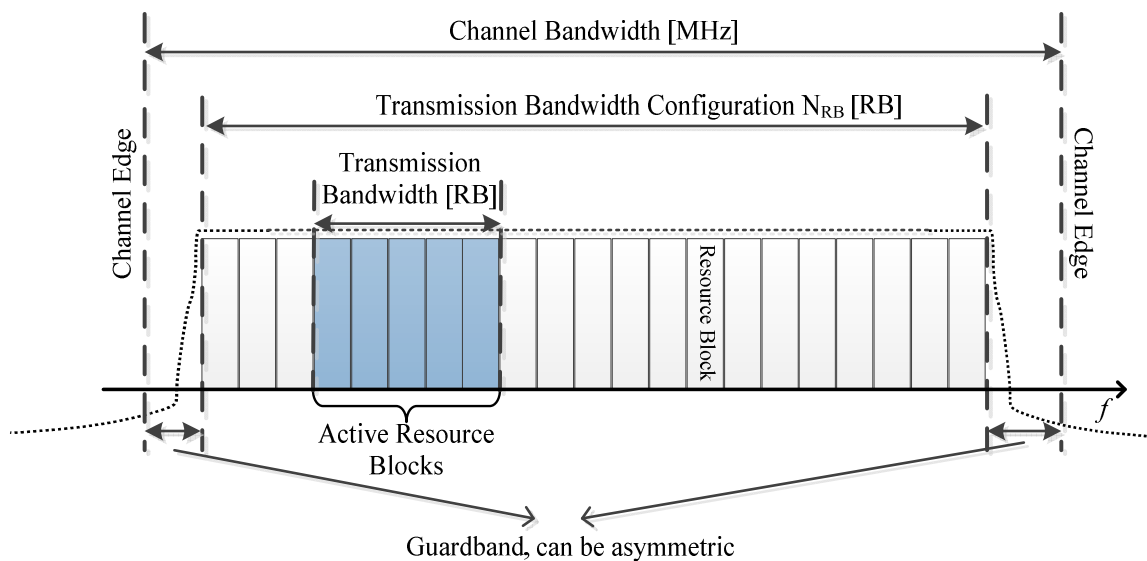 Channel Bandwidth [MHz]
Transmission Bandwidth Configuration NRB [RB]
Channel Edge
Transmission
Bandwidth [RB]
Channel Edge
Resource Block
f
Active Resource
Blocks
Guardband, can be asymmetric